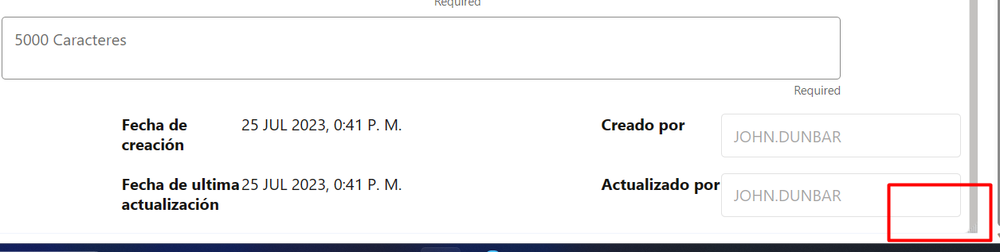 Required
5000 Caracteres
Required
Fecha de creación
25 JUL 2023, 0:41 P. M.
Creado por
JOHN.DUNBAR
Fecha de ultima actualización
25 JUL 2023, 0:41 P. M.
Actualizado por
JOHN.DUNBAR